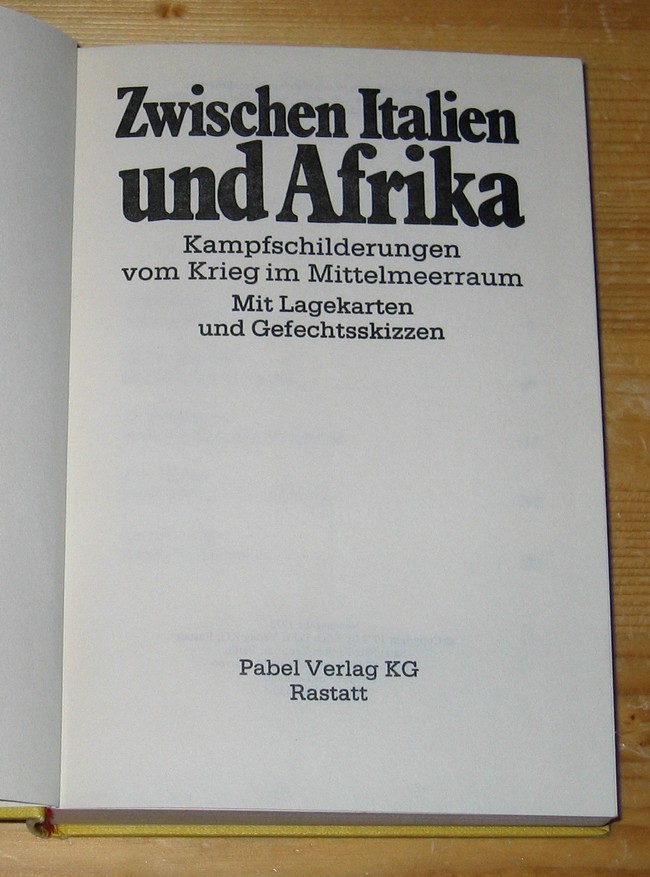 Zwischen Italien
und Afrika
Kampfschilderungen
vom Krieg im Mittelmeerraum
Mit Lagekarten
und Gefechtsskizzen
Pabel Verlag KG
Rastatt